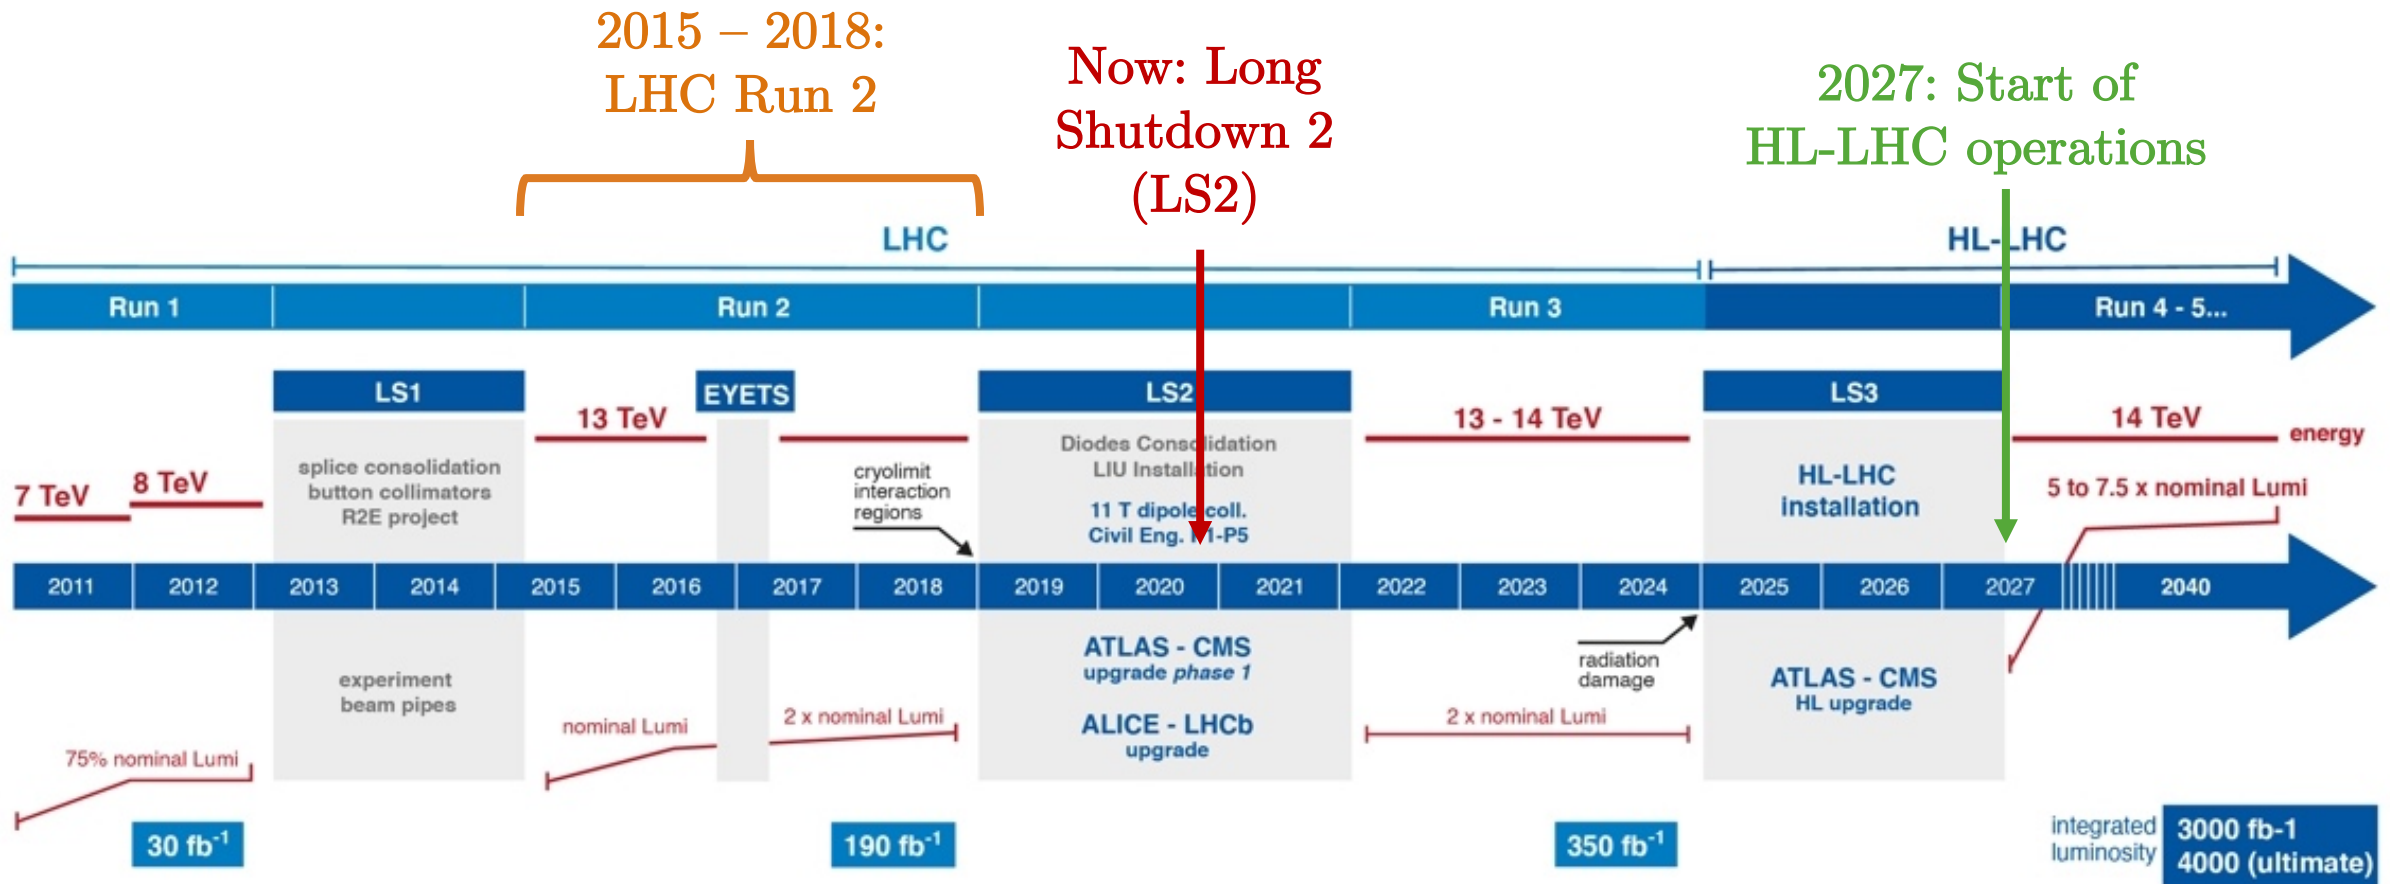 2015 – 2018:
LHC Run 2
Now: Long
Shutdown 2
(LS2)
2027: Start of
HL-LHC operations
LHC
HL-LHC
Run 1
Run 2
Run 3
Run 4 - 5...
LS1
EYETS
LS2
LS3
13 TeV
13 - 14 TeV
14 TeV
energy
7 TeV
8 TeV
splice consolidation
button collimators
R2E project
cryolimit
interaction
regions
Diodes Consolidation
LIU Installation
11 T dipole coll.
Civil Eng. P1-P5
HL-LHC
installation
5 to 7.5 x nominal Lumi
2011
2012
2013
2014
2015
2016
2017
2018
2019
2020
2021
2022
2023
2024
2025
2026
2027
2040
experiment
beam pipes
ATLAS - CMS
upgrade phase 1
ALICE - LHCb
upgrade
radiation
damage
ATLAS - CMS
HL upgrade
75% nominal Lumi
nominal Lumi
2 x nominal Lumi
2 x nominal Lumi
30 fb⁻¹
190 fb⁻¹
350 fb⁻¹
integrated
luminosity
3000 fb-1
4000 (ultimate)